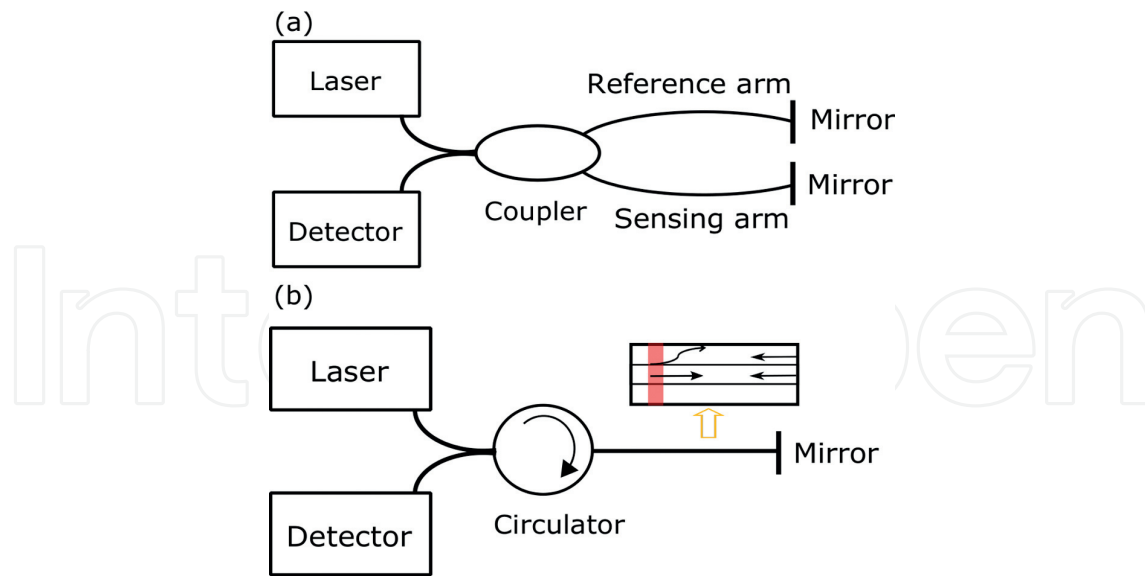 (a)
Laser
Reference arm
Mirror
Mirror
Coupler
Detector
Sensing arm
(b)
Laser
Mirror
Circulator
Detector